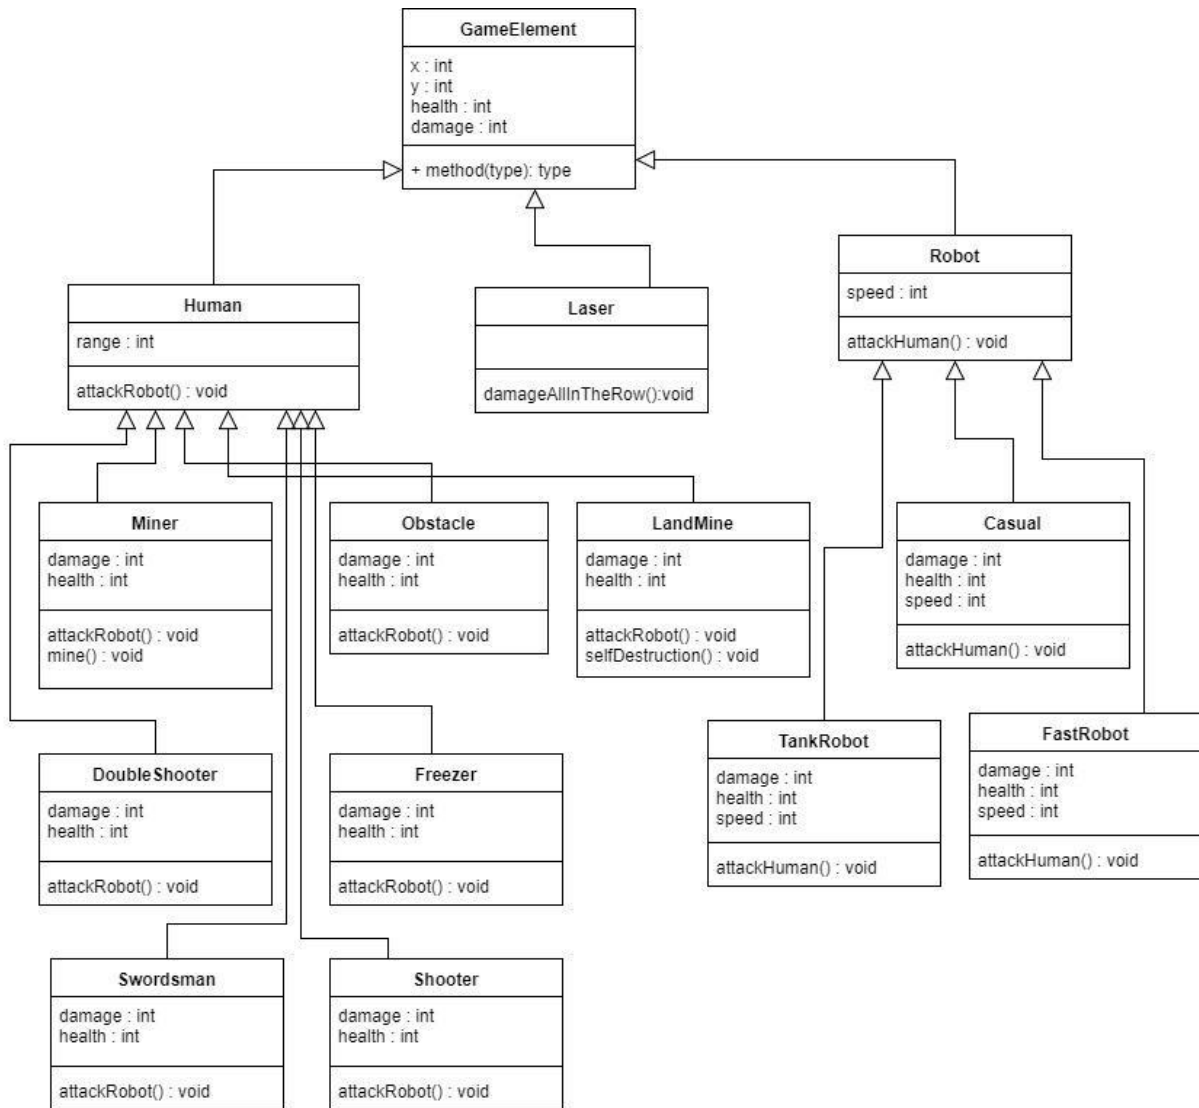 GameElement
x : int
y : int
health : int
damage : int
+ method(type): type
Human
range : int
attackRobot() : void
Laser
damageAllInTheRow():void
Robot
speed : int
attackHuman() : void
Miner
damage : int
health : int
attackRobot() : void
mine() : void
Obstacle
damage : int
health : int
attackRobot() : void
LandMine
damage : int
health : int
attackRobot() : void
selfDestruction() : void
Casual
damage : int
health : int
speed : int
attackHuman() : void
DoubleShooter
damage : int
health : int
attackRobot() : void
Freezer
damage : int
health : int
attackRobot() : void
TankRobot
damage : int
health : int
speed : int
attackHuman() : void
FastRobot
damage : int
health : int
speed : int
attackHuman() : void
Swordsman
damage : int
health : int
attackRobot() : void
Shooter
damage : int
health : int
attackRobot() : void